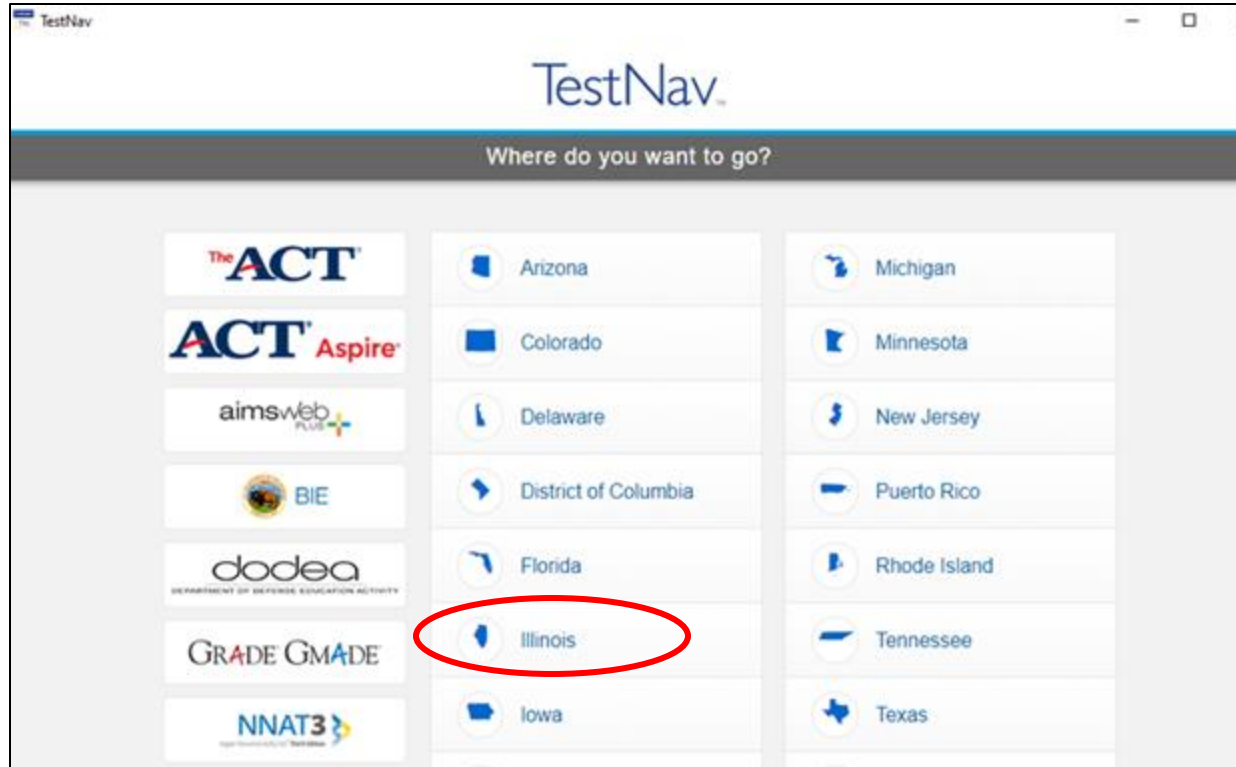 TestNav
TestNav
Where do you want to go?
The ACT
ACT Aspire
aimsweb
PLUS
BIE
dodea
DEPARTMENT OF DEFENSE EDUCATION ACTIVITY
GRADE GMADE
NNAT3
Arizona
Colorado
Delaware
District of Columbia
Florida
Illinois
Iowa
Michigan
Minnesota
New Jersey
Puerto Rico
Rhode Island
Tennessee
Texas